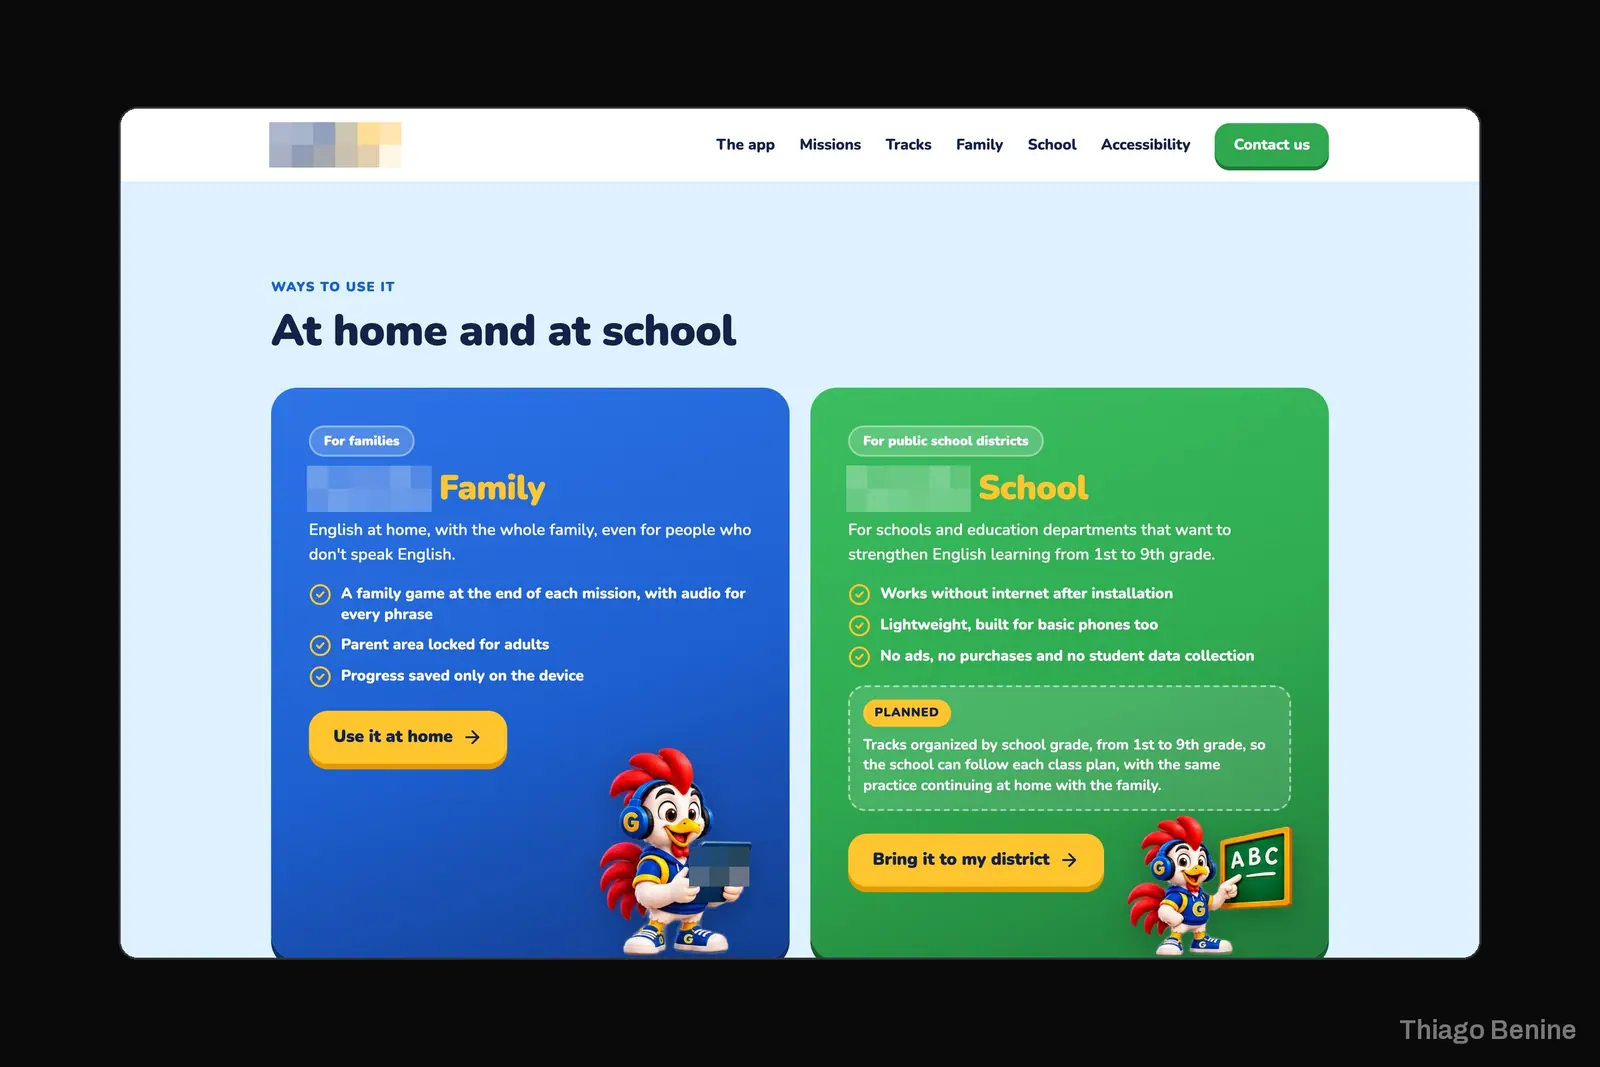 The app Missions Tracks Family School Accessibility Contact us
WAYS TO USE IT
At home and at school
For families
Family
English at home, with the whole family, even for people who
don't speak English.
A family game at the end of each mission, with audio for
every phrase
Parent area locked for adults
Progress saved only on the device
Use it at home →
G
G
For public school districts
School
For schools and education departments that want to
strengthen English learning from 1st to 9th grade.
Works without internet after installation
Lightweight, built for basic phones too
No ads, no purchases and no student data collection
PLANNED
Tracks organized by school grade, from 1st to 9th grade, so
the school can follow each class plan, with the same
practice continuing at home with the family.
Bring it to my district →
ABC
G
G
G
Thiago Benine